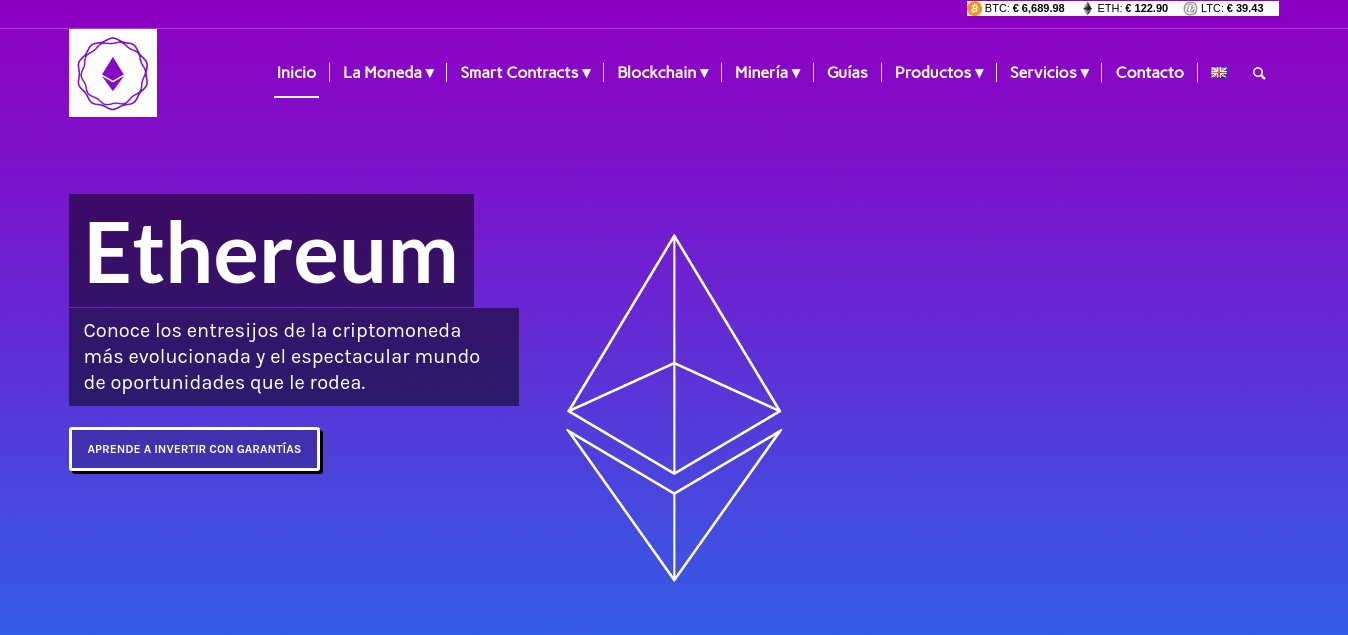 BTC: € 6,689.98 ETH: € 122.90 LTC: € 39.43
Inicio La Moneda ▾ Smart Contracts ▾ Blockchain ▾ Minería ▾ Guías Productos ▾ Servicios ▾ Contacto
Ethereum
Conoce los entresijos de la criptomoneda
más evolucionada y el espectacular mundo
de oportunidades que le rodea.
APRENDE A INVERTIR CON GARANTÍAS